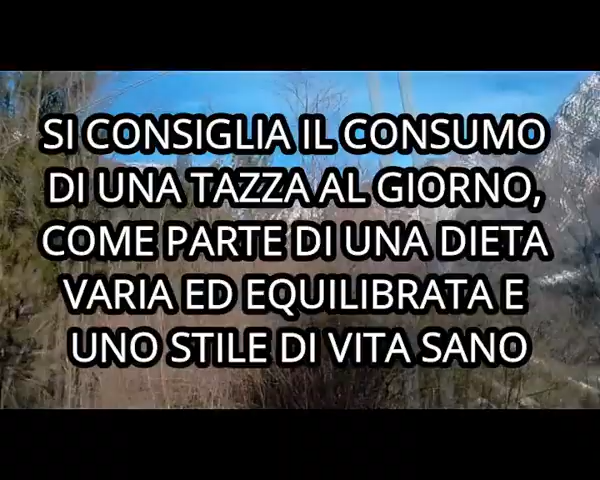 SI CONSIGLIA IL CONSUMO
DI UNA TAZZA AL GIORNO,
COME PARTE DI UNA DIETA
VARIA ED EQUILIBRATA E
UNO STILE DI VITA SANO